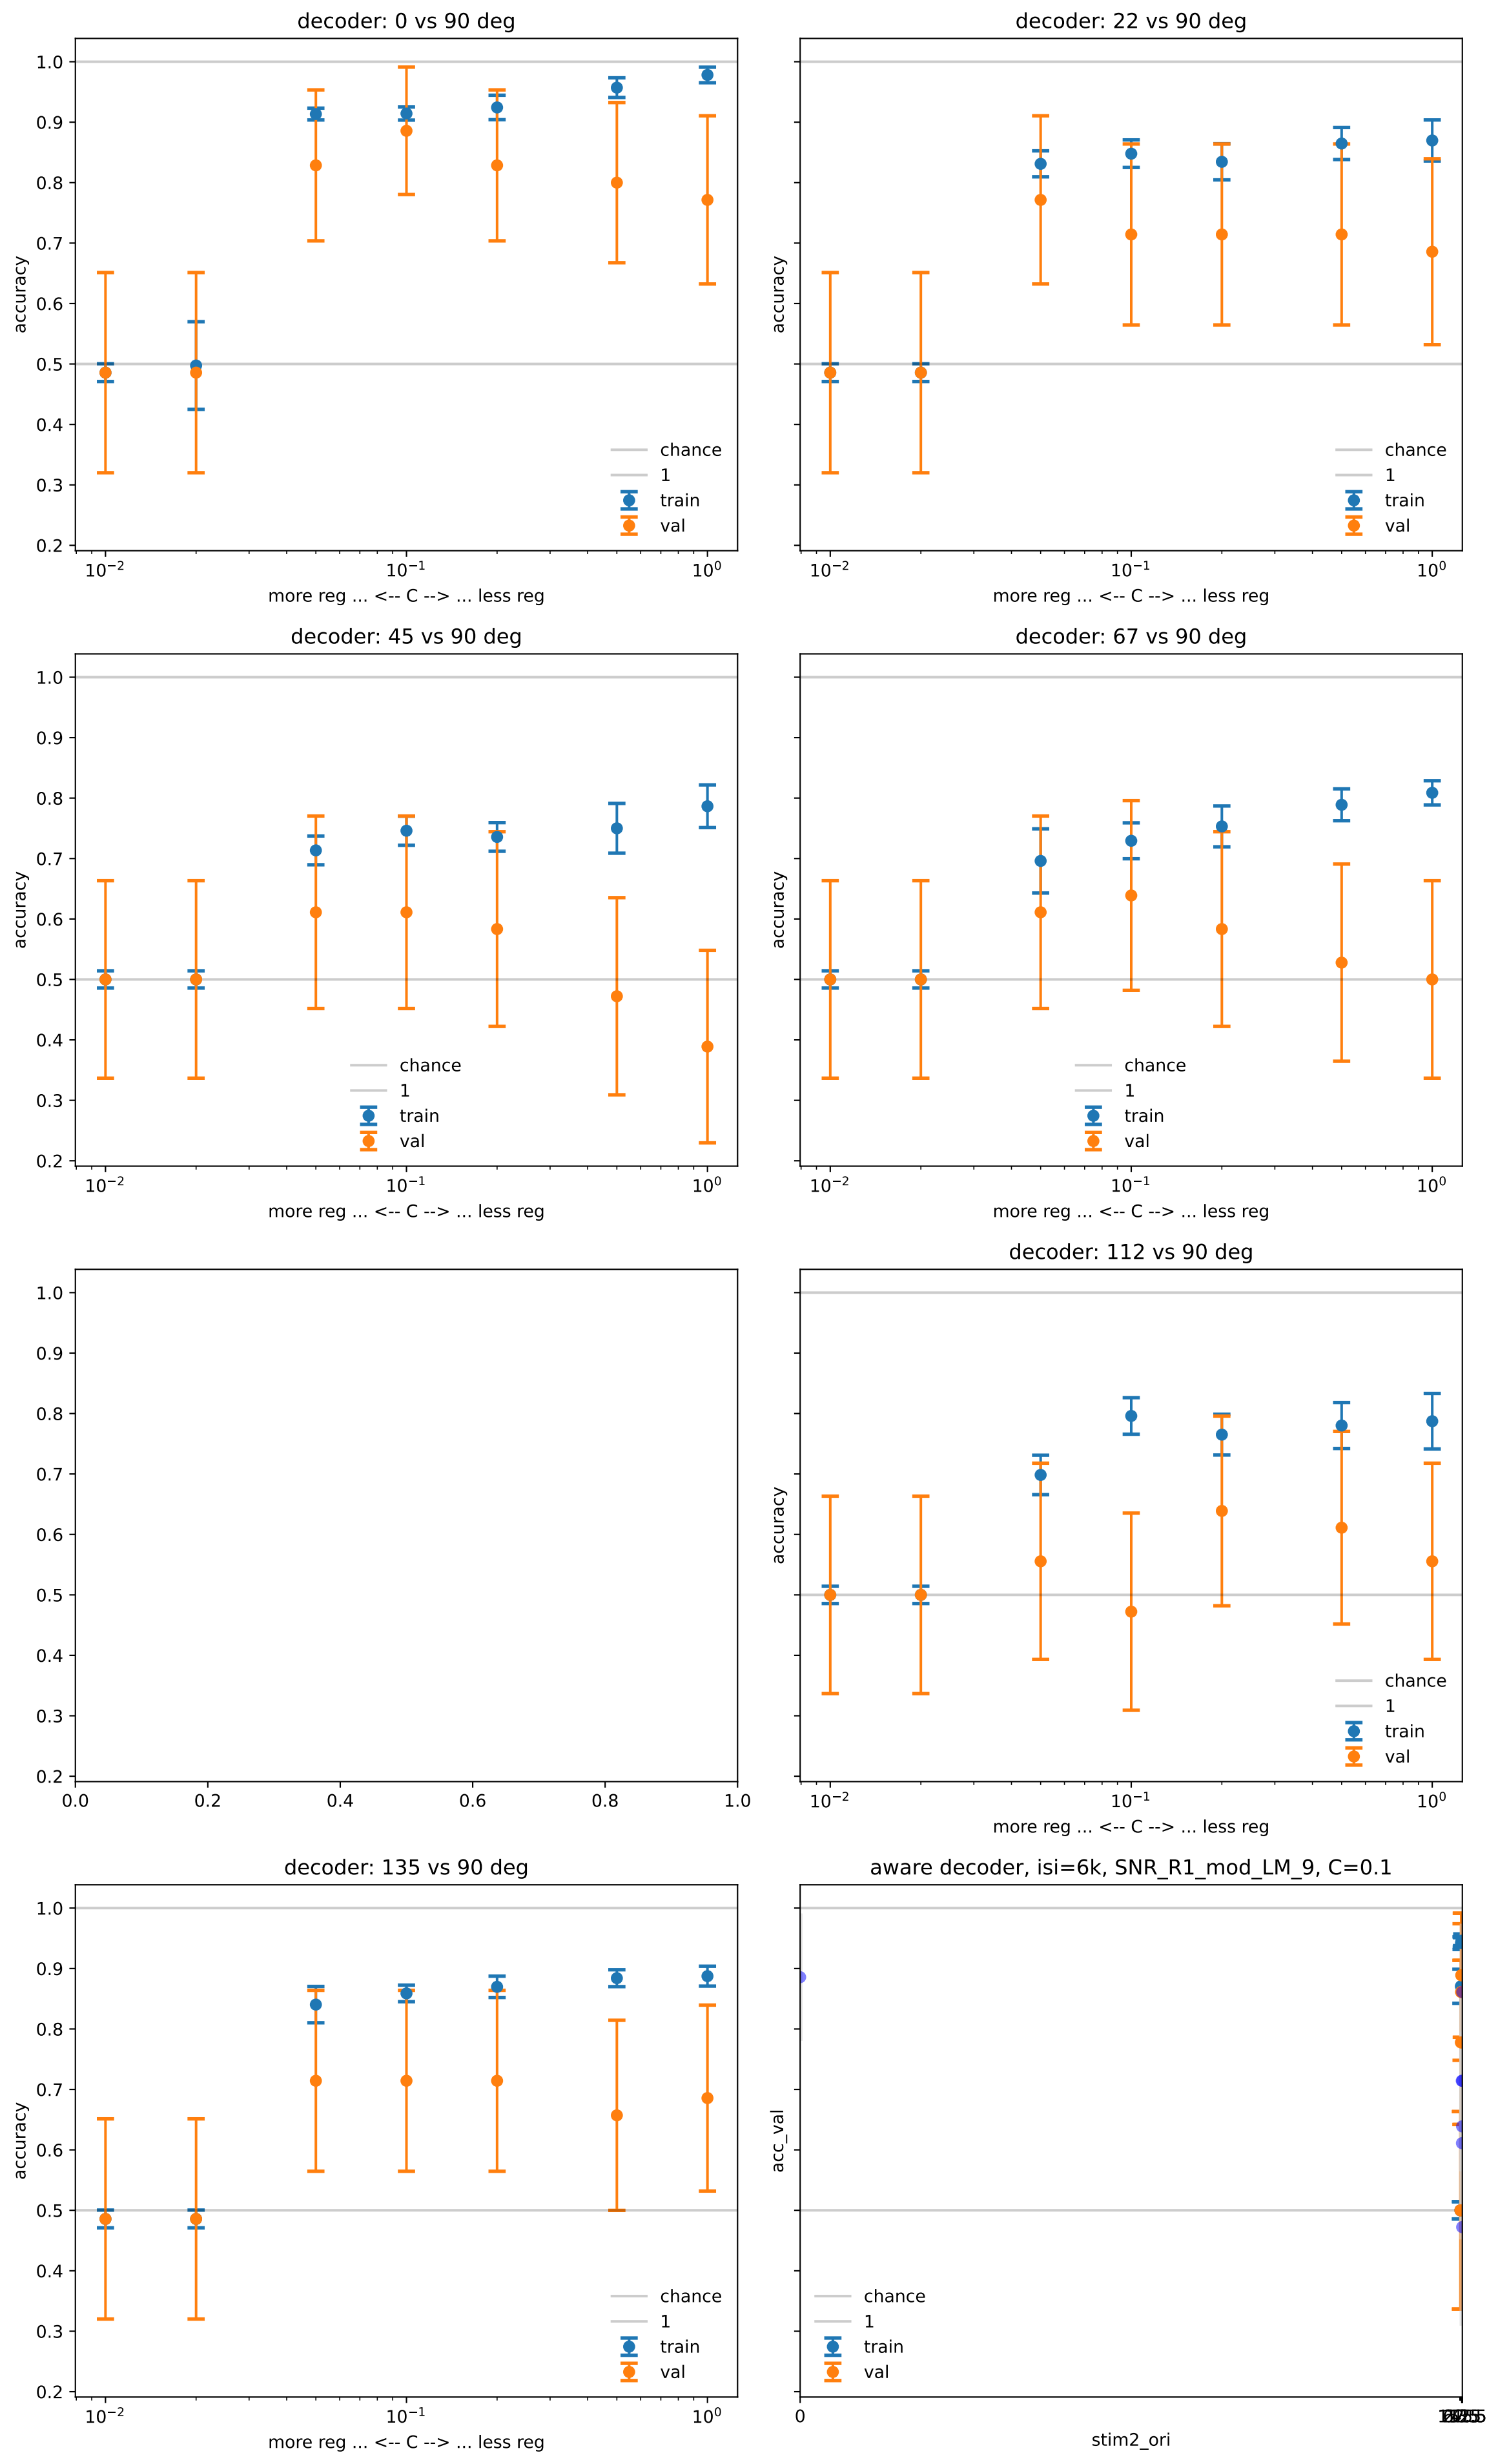 decoder: 0 vs 90 deg
accuracy
1.0
0.9
0.8
0.7
0.6
0.5
0.4
0.3
0.2
chance
1
train
val
10⁻² 10⁻¹ 10⁰
more reg ... <-- C --> ... less reg
decoder: 22 vs 90 deg
accuracy
chance
1
train
val
10⁻² 10⁻¹ 10⁰
more reg ... <-- C --> ... less reg
decoder: 45 vs 90 deg
accuracy
1.0
0.9
0.8
0.7
0.6
0.5
0.4
0.3
0.2
chance
1
train
val
10⁻² 10⁻¹ 10⁰
more reg ... <-- C --> ... less reg
decoder: 67 vs 90 deg
accuracy
chance
1
train
val
10⁻² 10⁻¹ 10⁰
more reg ... <-- C --> ... less reg
1.0
0.9
0.8
0.7
0.6
0.5
0.4
0.3
0.2
0.0 0.2 0.4 0.6 0.8 1.0
decoder: 112 vs 90 deg
accuracy
chance
1
train
val
10⁻² 10⁻¹ 10⁰
more reg ... <-- C --> ... less reg
decoder: 135 vs 90 deg
accuracy
1.0
0.9
0.8
0.7
0.6
0.5
0.4
0.3
0.2
chance
1
train
val
10⁻² 10⁻¹ 10⁰
more reg ... <-- C --> ... less reg
aware decoder, isi=6k, SNR_R1_mod_LM_9, C=0.1
acc_val
chance
1
train
val
0
stim2_ori